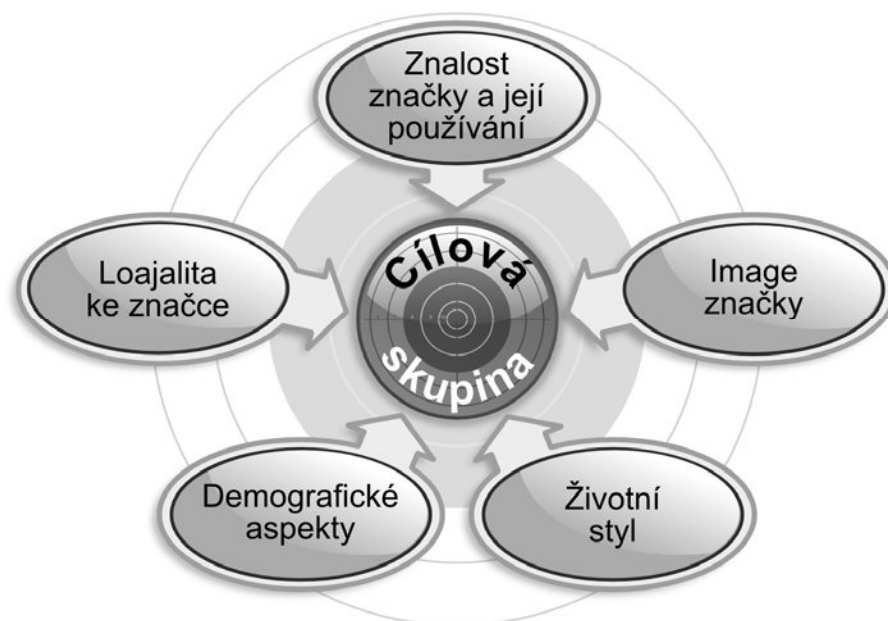 Znalost
značky a její
používání
Loajalita
ke značce
Cílová
skupina
Image
značky
Demografické
aspekty
Životní
styl